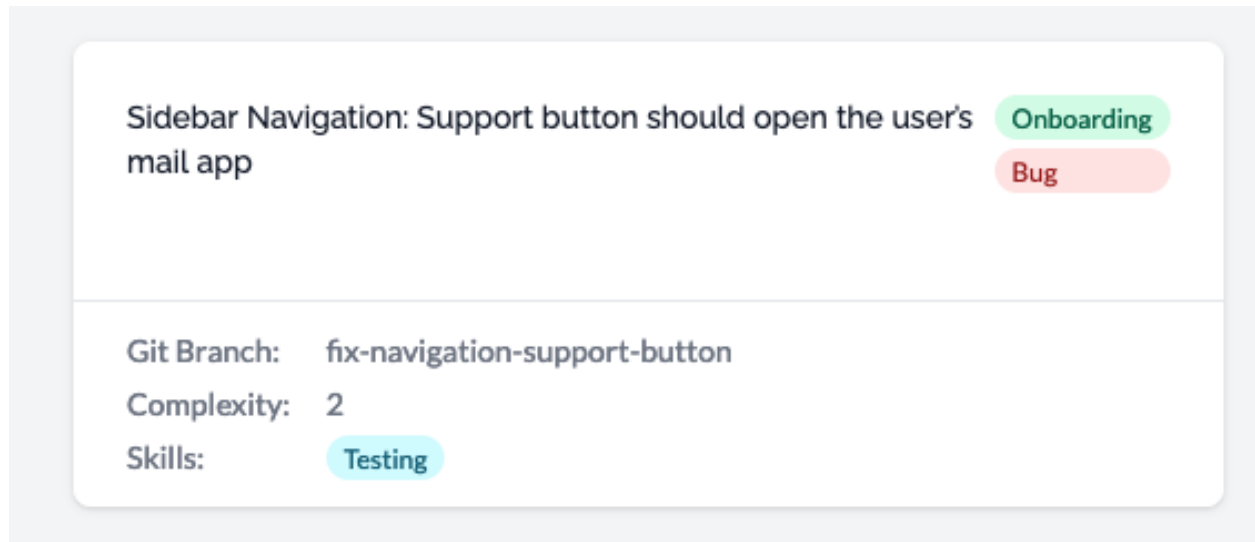 Sidebar Navigation: Support button should open the user's
mail app
Onboarding
Bug
Git Branch: fix-navigation-support-button
Complexity: 2
Skills: Testing